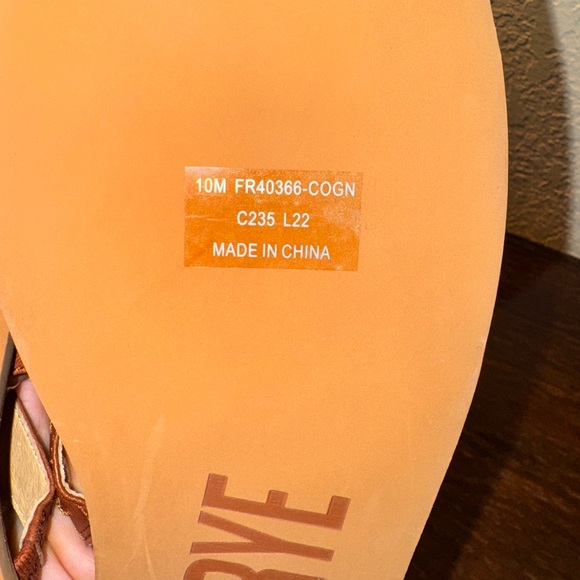 10M FR40366-COGN
C235 L22
MADE IN CHINA
RYE